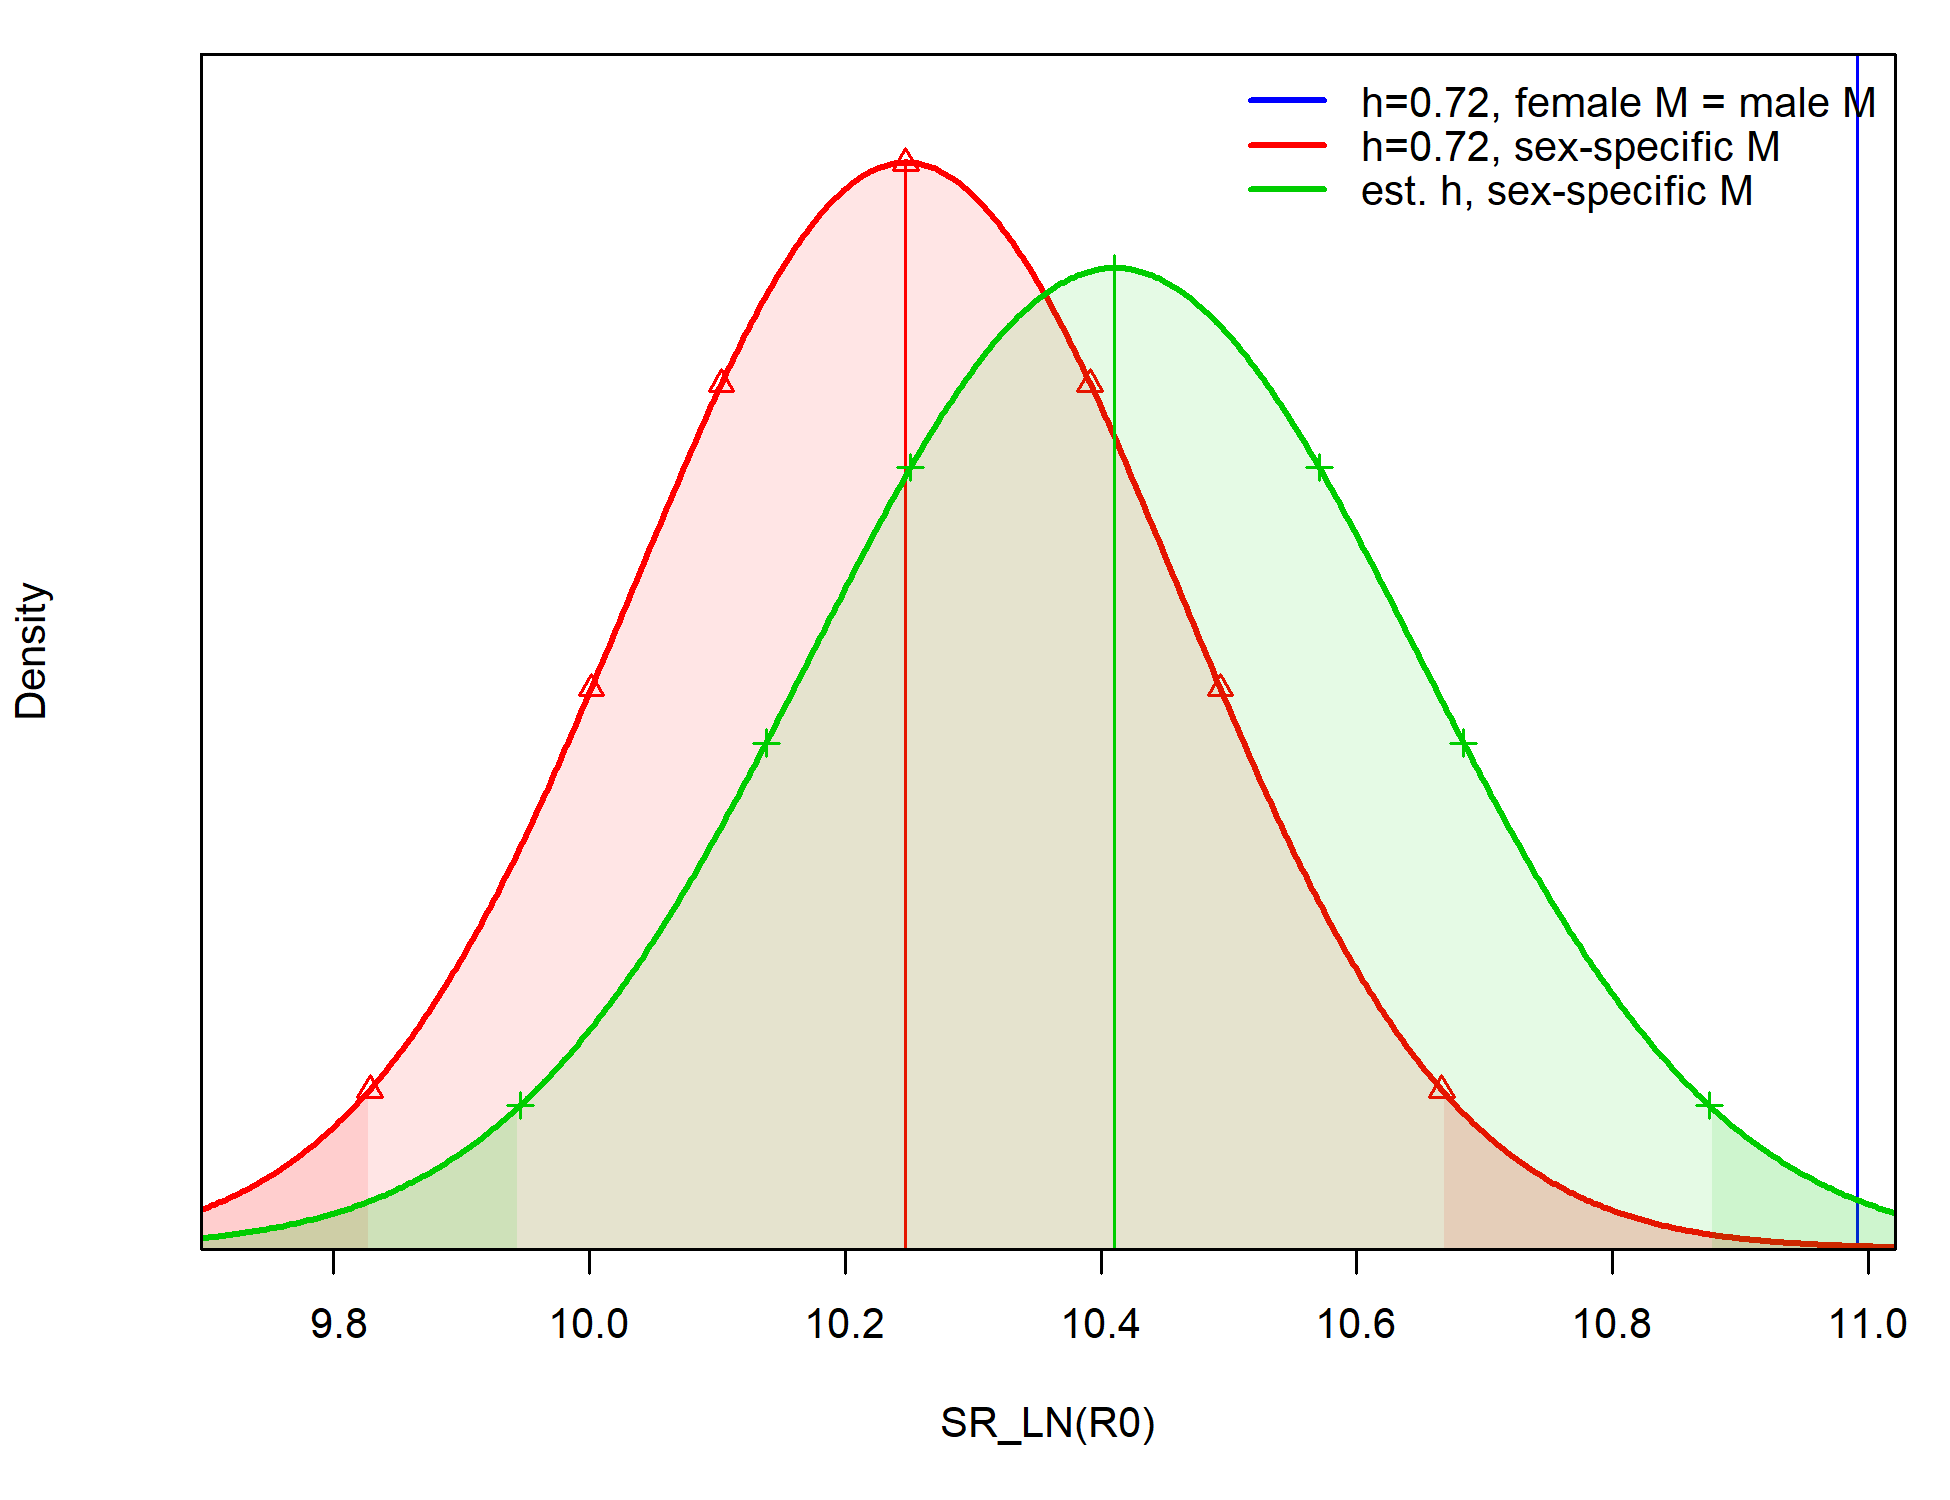 h=0.72, female M = male M
h=0.72, sex-specific M
est. h, sex-specific M
Density
9.8 10.0 10.2 10.4 10.6 10.8 11.0
SR_LN(R0)